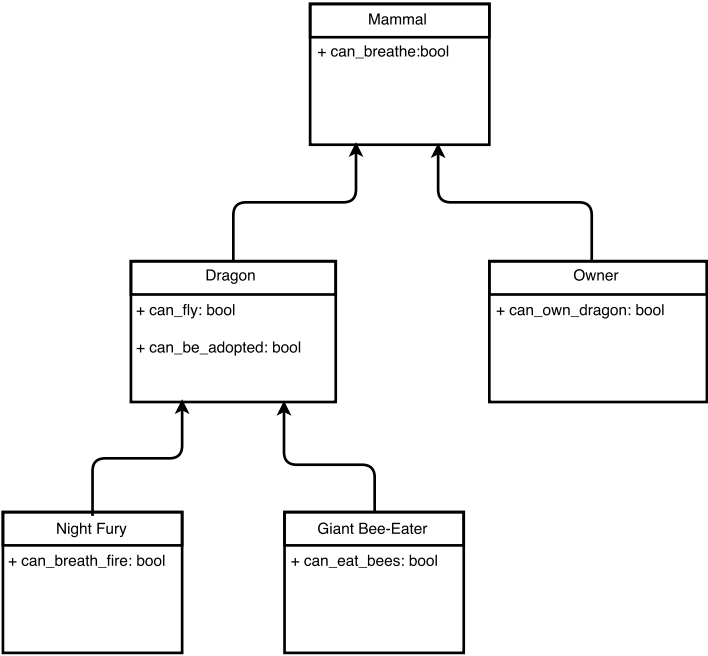 Mammal
+ can_breathe:bool
Dragon
+ can_fly: bool
+ can_be_adopted: bool
Owner
+ can_own_dragon: bool
Night Fury
+ can_breath_fire: bool
Giant Bee-Eater
+ can_eat_bees: bool